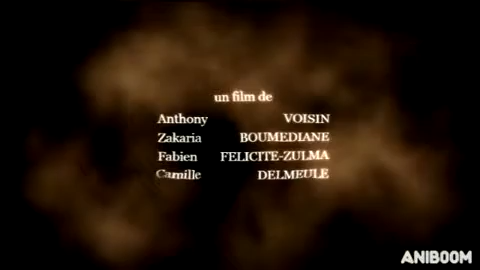 un film de
Anthony VOISIN
Zakaria BOUMEDIANE
Fabien FELICITE-ZULMA
Camille DELMEULE
ANIBOOM